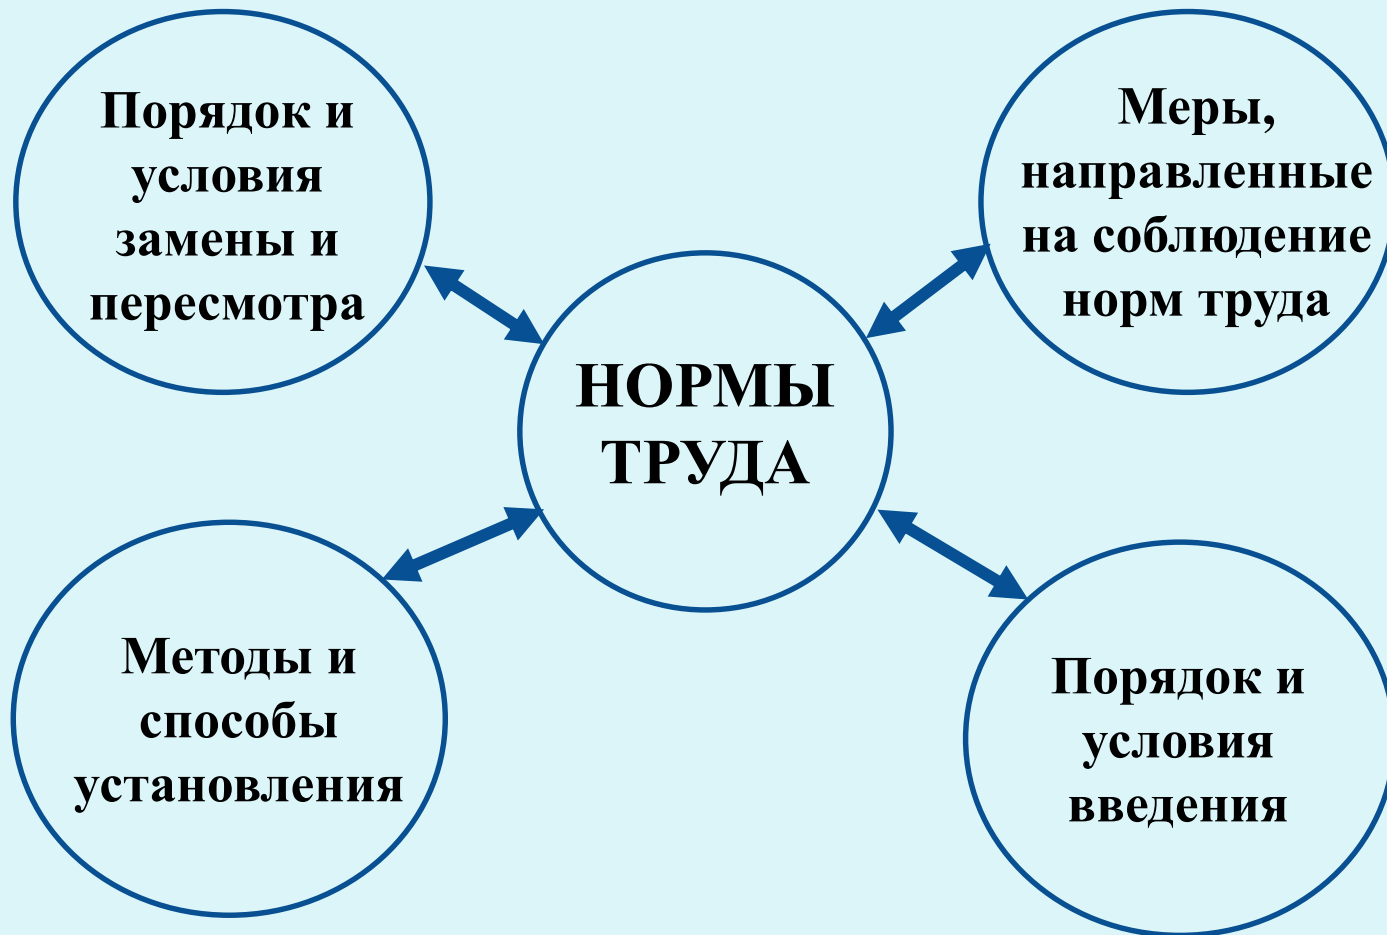 Порядок и
условия
замены и
пересмотра
Меры,
направленные
на соблюдение
норм труда
НОРМЫ
ТРУДА
Методы и
способы
установления
Порядок и
условия
введения